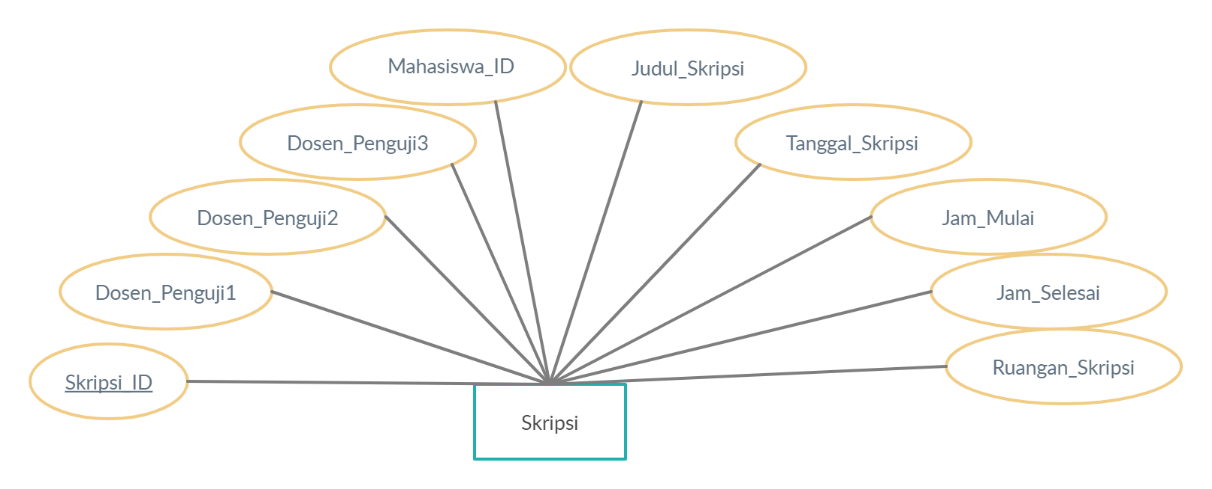 Mahasiswa_ID
Judul_Skripsi
Dosen_Penguji3
Tanggal_Skripsi
Dosen_Penguji2
Jam_Mulai
Dosen_Penguji1
Jam_Selesai
Skripsi_ID
Ruangan_Skripsi
Skripsi